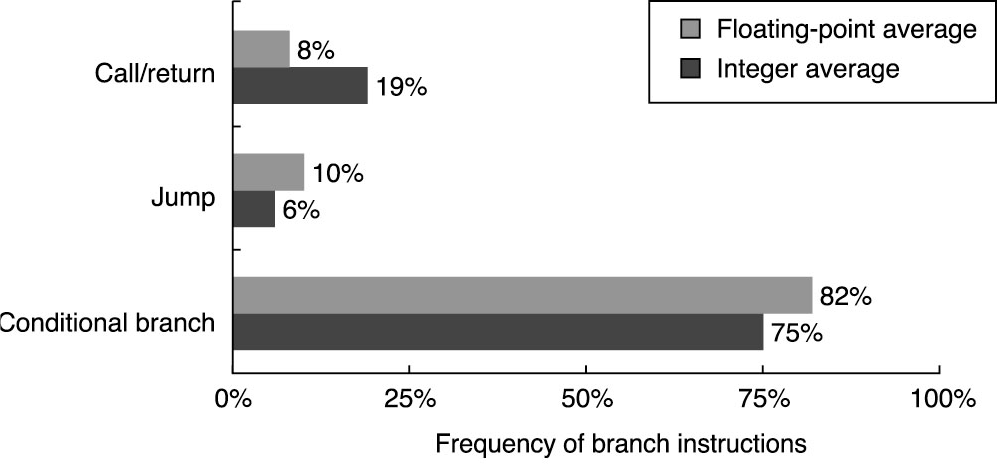 Floating-point average
Integer average
Call/return
8%
19%
Jump
10%
6%
Conditional branch
82%
75%
0% 25% 50% 75% 100%
Frequency of branch instructions